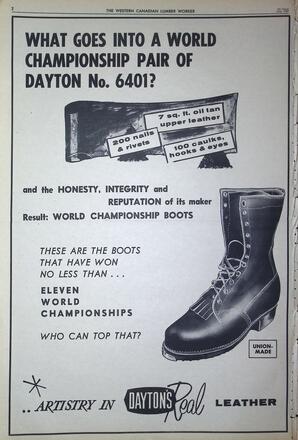 THE WESTERN CANADIAN LUMBER WORKER
WHAT GOES INTO A WORLD
CHAMPIONSHIP PAIR OF
DAYTON No. 6401?
7 sq. ft. oil tan
upper leather
200 nails
& rivets
100 caulks,
hooks & eyes
and the HONESTY, INTEGRITY and
REPUTATION of its maker
Result: WORLD CHAMPIONSHIP BOOTS
THESE ARE THE BOOTS
THAT HAVE WON
NO LESS THAN . . .
ELEVEN
WORLD
CHAMPIONSHIPS
WHO CAN TOP THAT?
UNION-
MADE
. . ARTISTRY IN DAYTON'S Real LEATHER